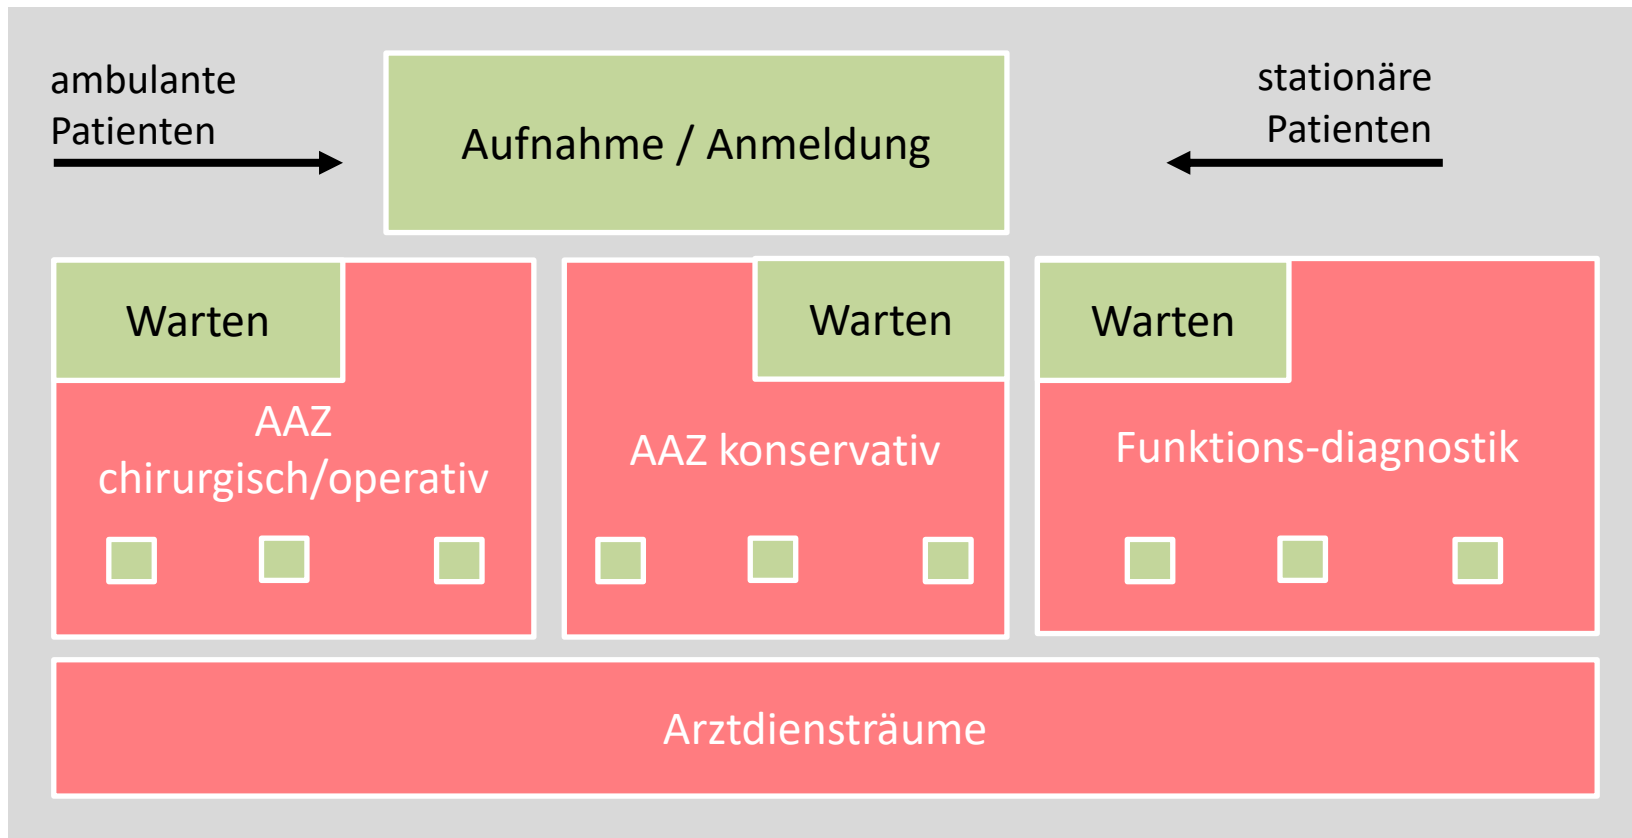 ambulante
Patienten
Aufnahme / Anmeldung
stationäre
Patienten
Warten
AAZ
chirurgisch/operativ
Warten
AAZ konservativ
Warten
Funktions-diagnostik
Arztdiensträume